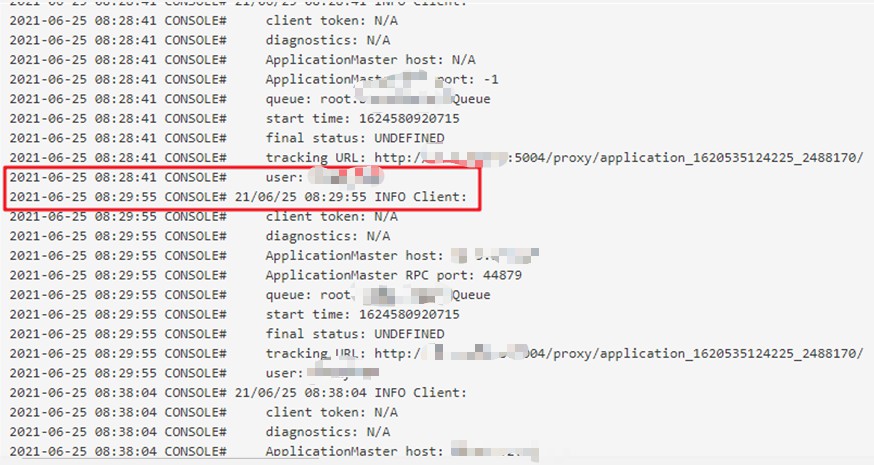 2021-06-25 08:28:41 CONSOLE# 21/06/25 08:28:41 INFO Client:
2021-06-25 08:28:41 CONSOLE# client token: N/A
2021-06-25 08:28:41 CONSOLE# diagnostics: N/A
2021-06-25 08:28:41 CONSOLE# ApplicationMaster host: N/A
2021-06-25 08:28:41 CONSOLE# port: -1
2021-06-25 08:28:41 CONSOLE# queue: root. Queue
2021-06-25 08:28:41 CONSOLE# start time: 1624580920715
2021-06-25 08:28:41 CONSOLE# final status: UNDEFINED
2021-06-25 08:28:41 CONSOLE# tracking URL: http:/ :5004/proxy/application_1620535124225_2488170/
2021-06-25 08:28:41 CONSOLE# user:
2021-06-25 08:29:55 CONSOLE# 21/06/25 08:29:55 INFO Client:
2021-06-25 08:29:55 CONSOLE# client token: N/A
2021-06-25 08:29:55 CONSOLE# diagnostics: N/A
2021-06-25 08:29:55 CONSOLE# ApplicationMaster host:
2021-06-25 08:29:55 CONSOLE# ApplicationMaster RPC port: 44879
2021-06-25 08:29:55 CONSOLE# queue: root. Queue
2021-06-25 08:29:55 CONSOLE# start time: 1624580920715
2021-06-25 08:29:55 CONSOLE# final status: UNDEFINED
2021-06-25 08:29:55 CONSOLE# tracking URL: http:/ 004/proxy/application_1620535124225_2488170/
2021-06-25 08:29:55 CONSOLE# user:
2021-06-25 08:38:04 CONSOLE# 21/06/25 08:38:04 INFO Client:
2021-06-25 08:38:04 CONSOLE# client token: N/A
2021-06-25 08:38:04 CONSOLE# diagnostics: N/A
2021-06-25 08:38:04 CONSOLE# ApplicationMaster host: